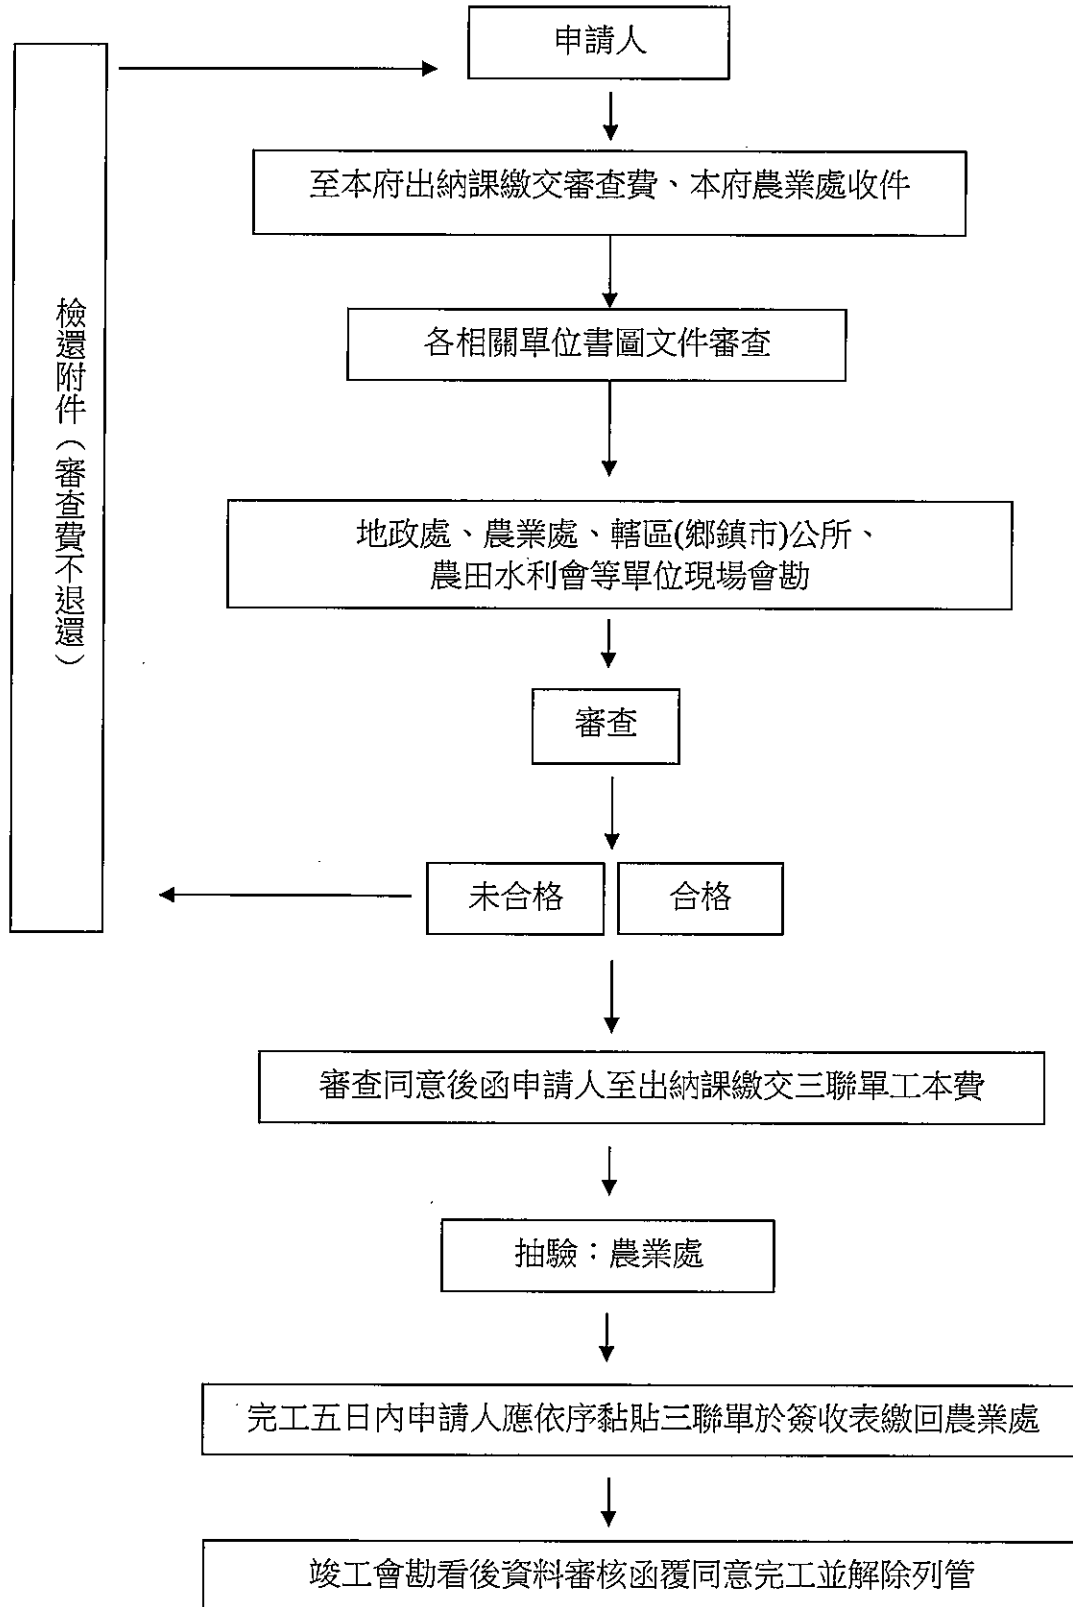 申請人
至本府出納課繳交審查費、本府農業處收件
各相關單位書圖文件審查
地政處、農業處、轄區(鄉鎮市)公所、
農田水利會等單位現場會勘
審查
未合格
合格
檢還附件（審查費不退還）
審查同意後函申請人至出納課繳交三聯單工本費
抽驗：農業處
完工五日內申請人應依序黏貼三聯單於簽收表繳回農業處
竣工會勘看後資料審核函覆同意完工並解除列管